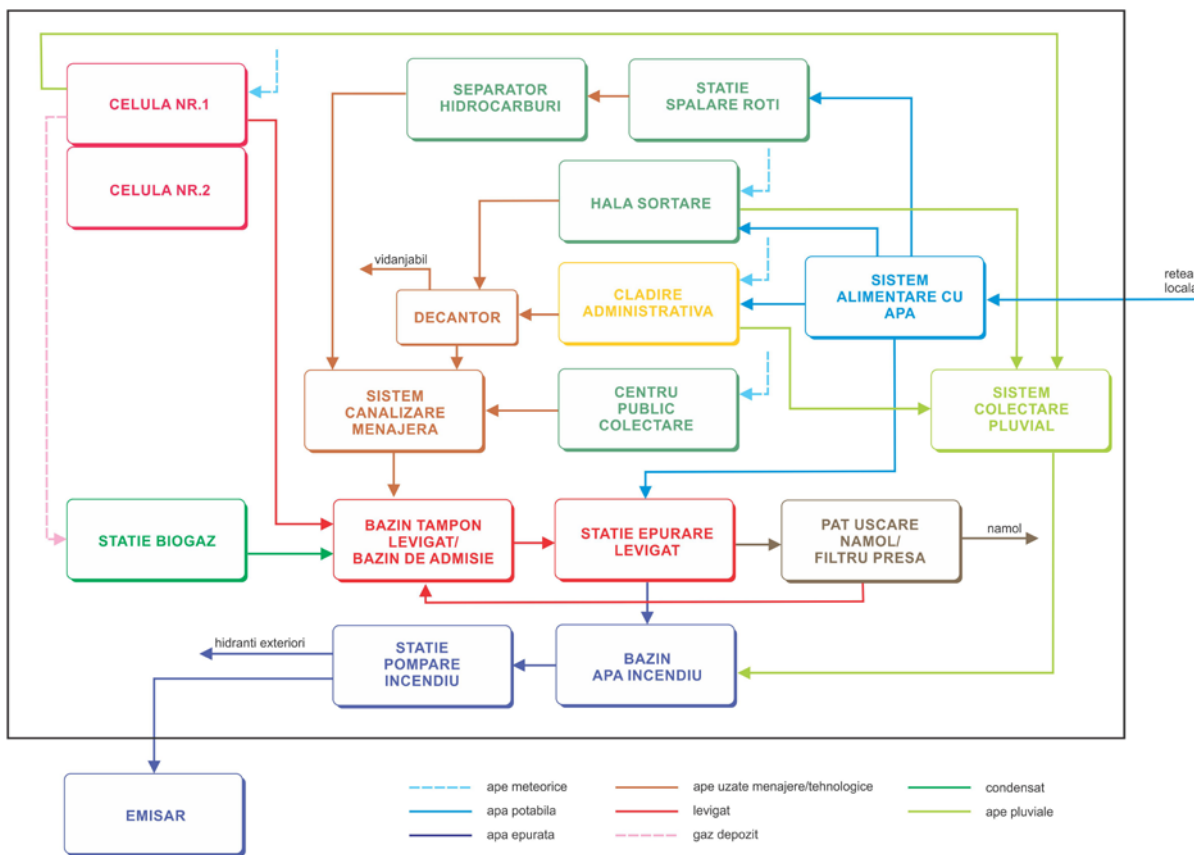 CELULA NR.1
SEPARATOR
HIDROCARBURI
STATIE
SPALARE ROTI
CELULA NR.2
HALA SORTARE
vidanjabil
DECANTOR
CLADIRE
ADMINISTRATIVA
SISTEM
ALIMENTARE CU
APA
retea
locala
SISTEM
CANALIZARE
MENAJERA
CENTRU
PUBLIC
COLECTARE
SISTEM
COLECTARE
PLUVIAL
STATIE BIOGAZ
BAZIN TAMPON
LEVIGAT/
BAZIN DE ADMISIE
STATIE EPURARE
LEVIGAT
PAT USCARE
NAMOL/
FILTRU PRESA
namol
hidranti exteriori
STATIE
POMPARE
INCENDIU
BAZIN
APA INCENDIU
EMISAR
ape meteorice
apa potabila
apa epurata
ape uzate menajere/tehnologice
levigat
gaz depozit
condensat
ape pluviale